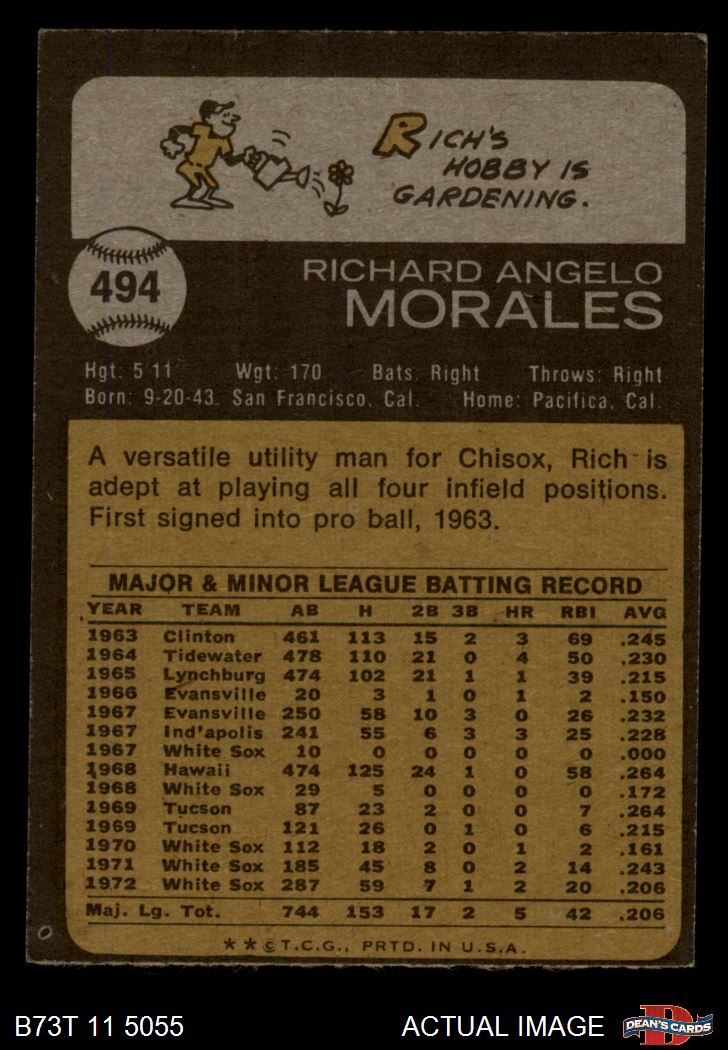 RICH'S
HOBBY IS
GARDENING.
494
RICHARD ANGELO
MORALES
Hgt: 5 11 Wgt: 170 Bats: Right Throws: Right
Born: 9-20-43, San Francisco, Cal. Home: Pacifica, Cal.
A versatile utility man for Chisox, Rich is
adept at playing all four infield positions.
First signed into pro ball, 1963.
MAJOR & MINOR LEAGUE BATTING RECORD
YEAR TEAM AB H 2B 3B HR RBI AVG
1963 Clinton 461 113 15 2 3 69 .245
1964 Tidewater 478 110 21 0 4 50 .230
1965 Lynchburg 474 102 21 1 1 39 .215
1966 Evansville 20 3 1 0 1 2 .150
1967 Evansville 250 58 10 3 0 26 .232
1967 Ind'apolis 241 55 6 3 3 25 .228
1967 White Sox 10 0 0 0 0 0 .000
1968 Hawaii 474 125 24 1 0 58 .264
1968 White Sox 29 5 0 0 0 0 .172
1969 Tucson 87 23 2 0 0 7 .264
1969 Tucson 121 26 0 1 0 6 .215
1970 White Sox 112 18 2 0 1 2 .161
1971 White Sox 185 45 8 0 2 14 .243
1972 White Sox 287 59 7 1 2 20 .206
Maj. Lg. Tot. 744 153 17 2 5 42 .206
★★©T.C.G., PRTD. IN U.S.A.
B73T 11 5055 ACTUAL IMAGE
D
DEAN'S CARDS